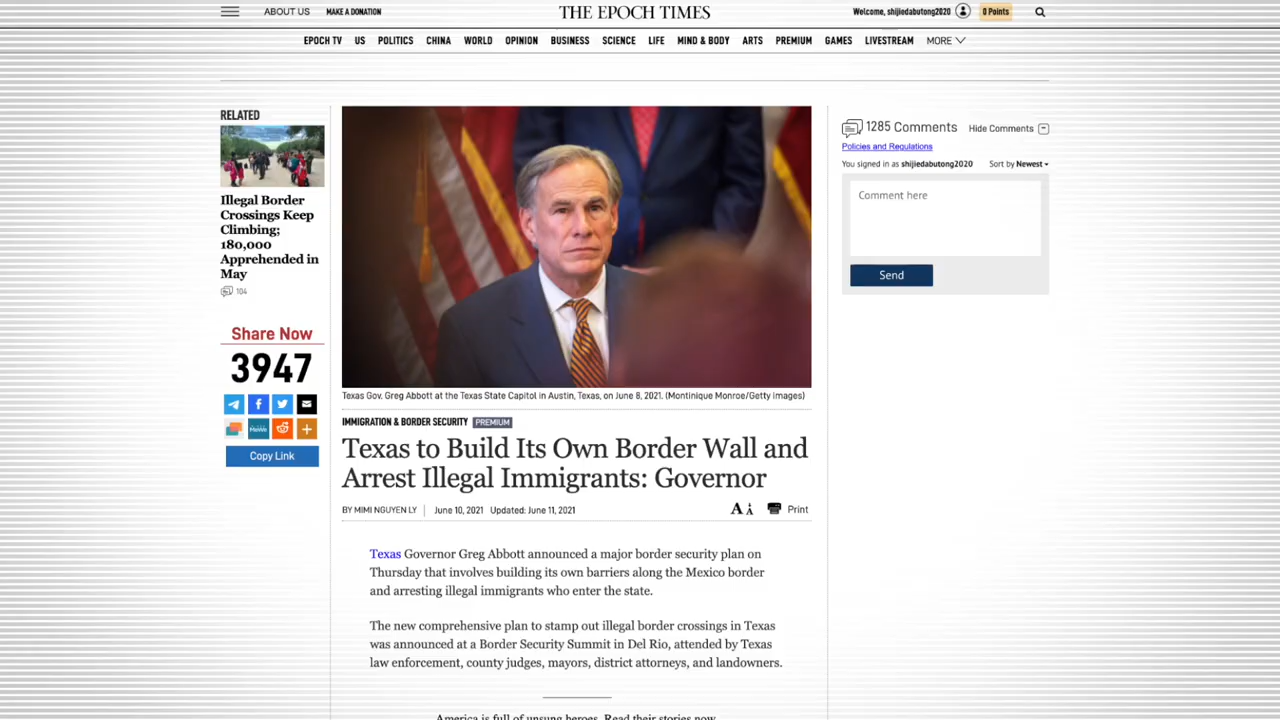 ABOUT US
MAKE A DONATION
THE EPOCH TIMES
Welcome, shijiedabutong2020
0 Points
EPOCH TV US POLITICS CHINA WORLD OPINION BUSINESS SCIENCE LIFE MIND & BODY ARTS PREMIUM GAMES LIVESTREAM MORE
RELATED
Illegal Border
Crossings Keep
Climbing;
180,000
Apprehended in
May
104
Share Now
3947
Copy Link
Texas Gov. Greg Abbott at the Texas State Capitol in Austin, Texas, on June 8, 2021. (Montinique Monroe/Getty Images)
IMMIGRATION & BORDER SECURITY PREMIUM
Texas to Build Its Own Border Wall and
Arrest Illegal Immigrants: Governor
BY MIMI NGUYEN LY June 10, 2021 Updated: June 11, 2021
A A Print
Texas Governor Greg Abbott announced a major border security plan on
Thursday that involves building its own barriers along the Mexico border
and arresting illegal immigrants who enter the state.
The new comprehensive plan to stamp out illegal border crossings in Texas
was announced at a Border Security Summit in Del Rio, attended by Texas
law enforcement, county judges, mayors, district attorneys, and landowners.
America is full of unsung heroes. Read their stories now.
1285 Comments
Hide Comments
Policies and Regulations
You signed in as shijiedabutong2020
Sort by Newest
Comment here
Send